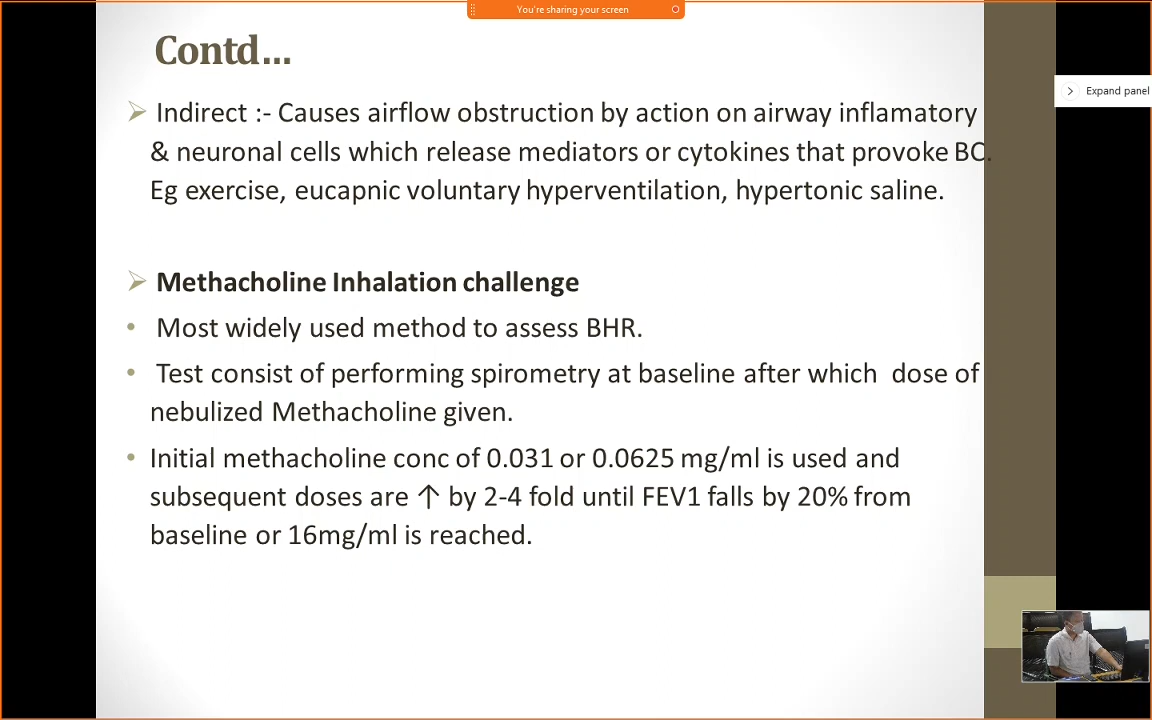 You're sharing your screen
Contd...
Expand panel
Indirect :- Causes airflow obstruction by action on airway inflamatory
& neuronal cells which release mediators or cytokines that provoke BC.
Eg exercise, eucapnic voluntary hyperventilation, hypertonic saline.
Methacholine Inhalation challenge
Most widely used method to assess BHR.
Test consist of performing spirometry at baseline after which dose of
nebulized Methacholine given.
Initial methacholine conc of 0.031 or 0.0625 mg/ml is used and
subsequent doses are ↑ by 2-4 fold until FEV1 falls by 20% from
baseline or 16mg/ml is reached.